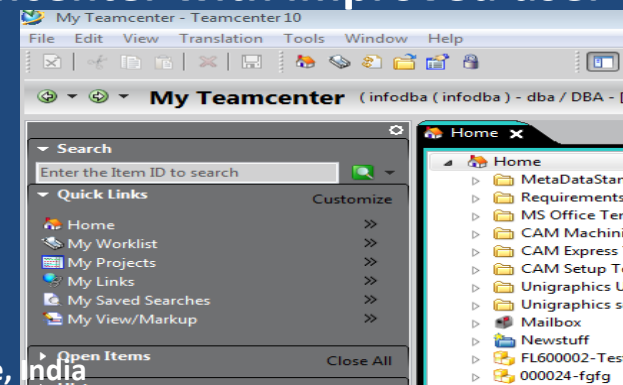 My Teamcenter - Teamcenter 10
File Edit View Translation Tools Window Help
My Teamcenter ( infodba ( infodba ) - dba / DBA - [
Home
Search
Enter the Item ID to search
Quick Links Customize
Home
My Worklist
My Projects
My Links
My Saved Searches
My View/Markup
Open Items Close All
Home
MetaDataStan
Requirements
MS Office Ter
CAM Machini
CAM Express
CAM Setup To
Unigraphics U
Unigraphics s
Mailbox
Newstuff
FL600002-Tes
000024-fgfg
e, India